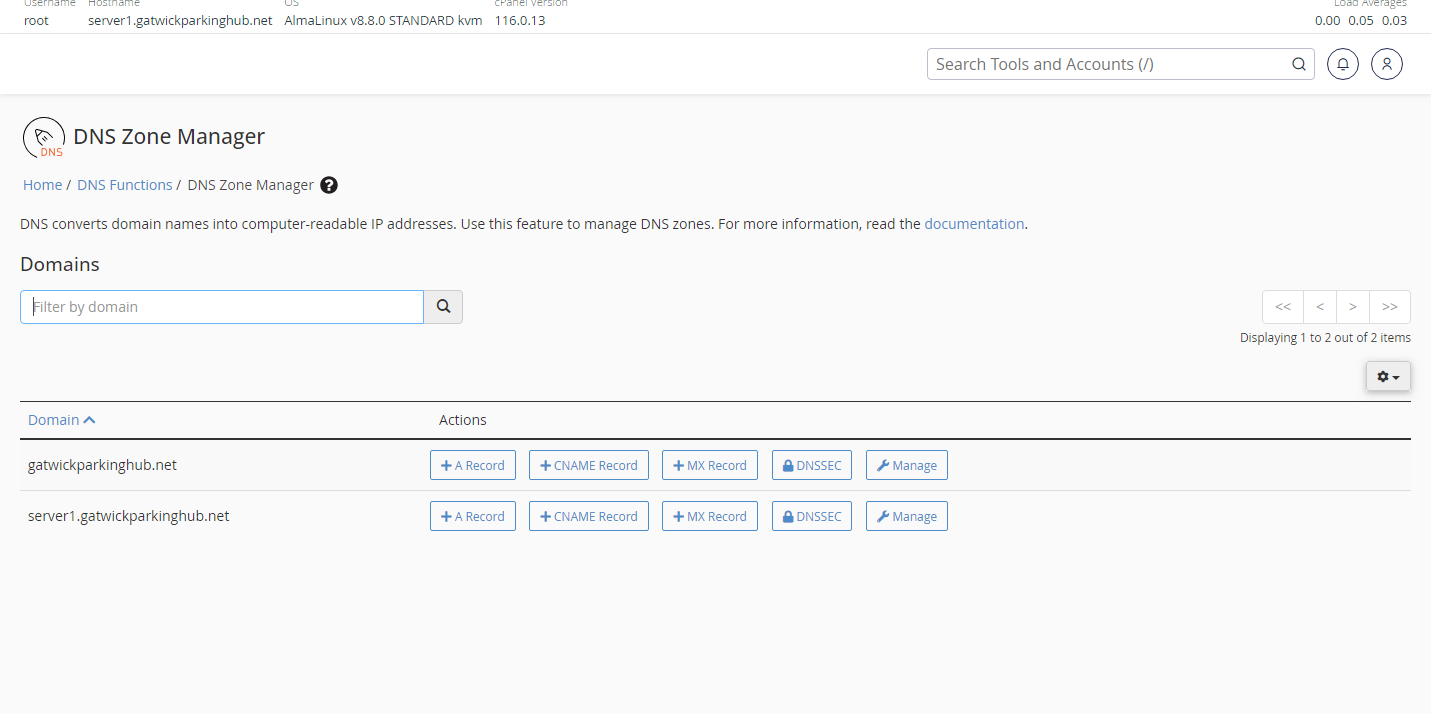 Username Hostname OS cPanel Version Load Averages
root server1.gatwickparkinghub.net AlmaLinux v8.8.0 STANDARD kvm 116.0.13 0.00 0.05 0.03
Search Tools and Accounts (/)
DNS
DNS Zone Manager
Home / DNS Functions / DNS Zone Manager ?
DNS converts domain names into computer-readable IP addresses. Use this feature to manage DNS zones. For more information, read the documentation.
Domains
Filter by domain
<< < > >>
Displaying 1 to 2 out of 2 items
Domain Actions
gatwickparkinghub.net + A Record + CNAME Record + MX Record DNSSEC Manage
server1.gatwickparkinghub.net + A Record + CNAME Record + MX Record DNSSEC Manage